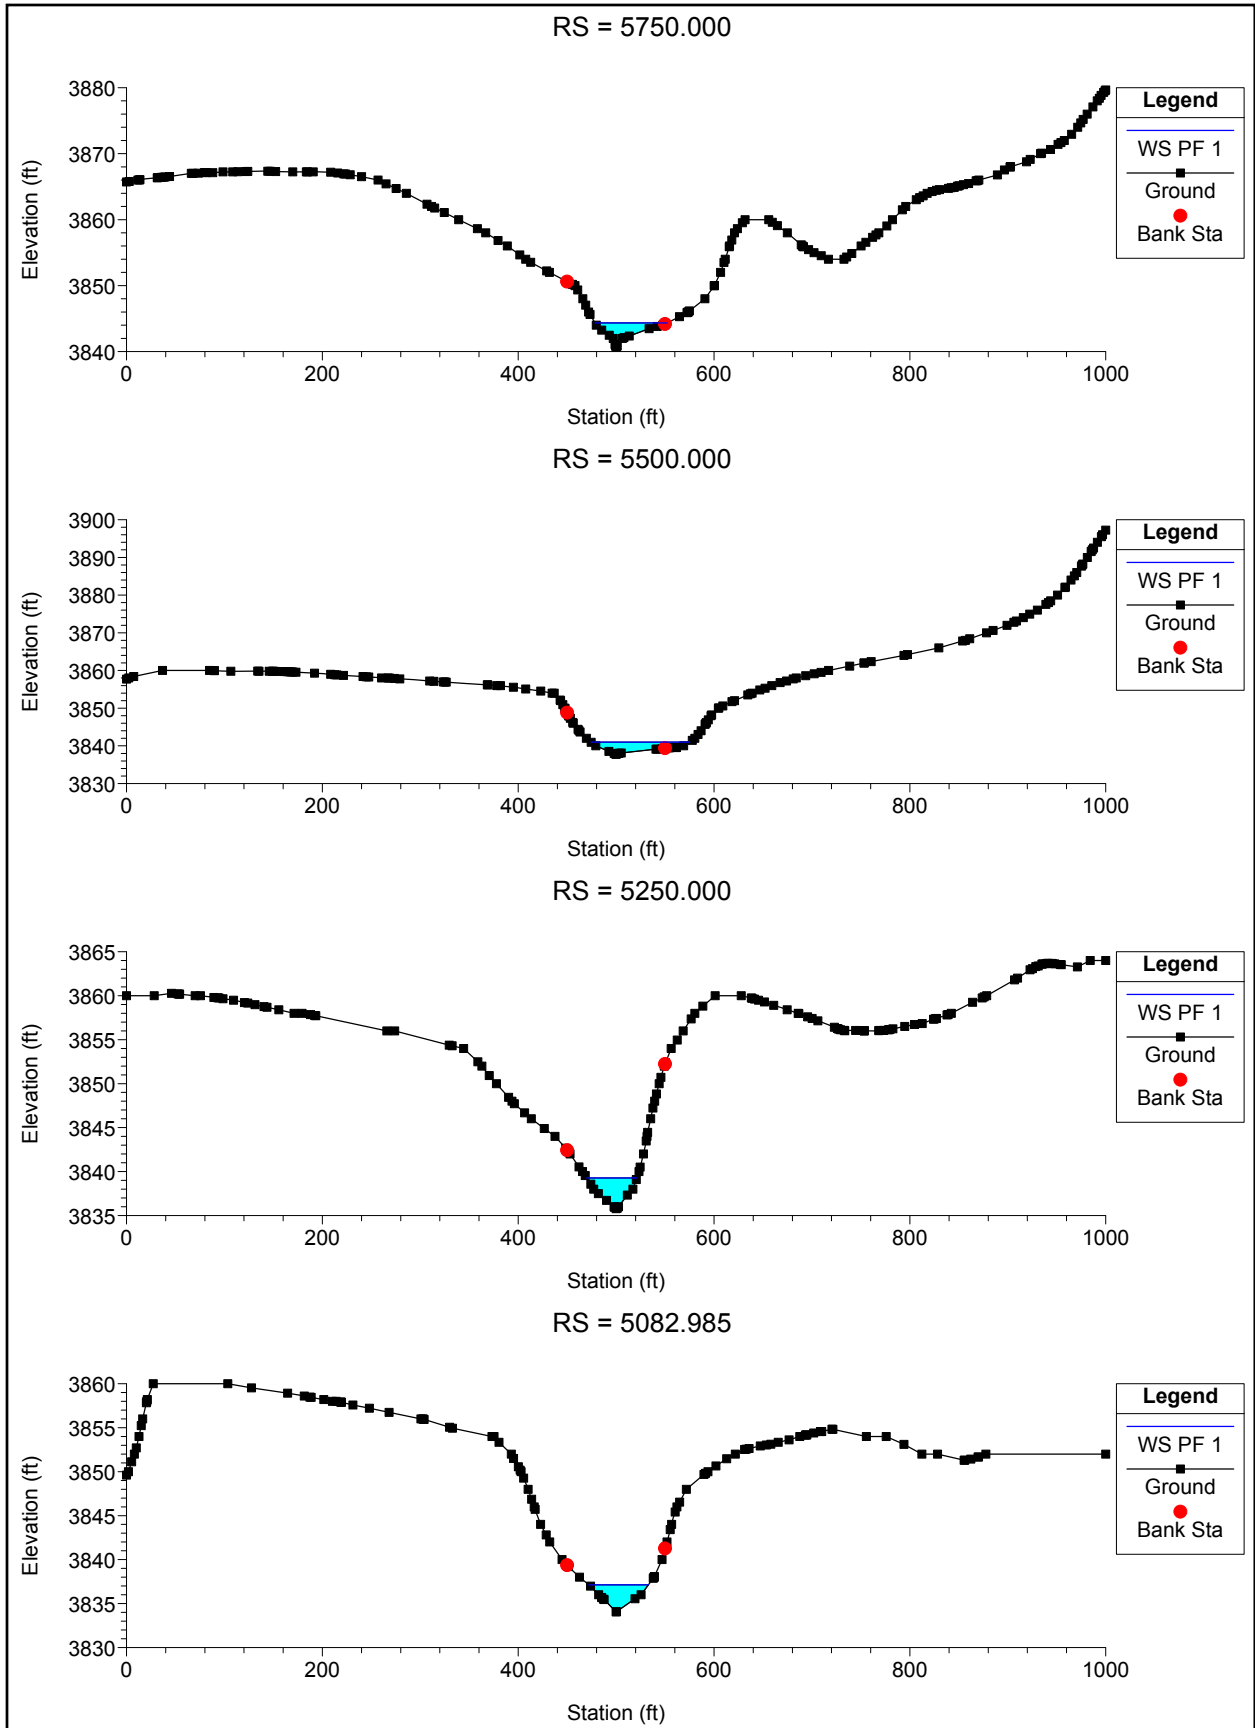 RS = 5750.000
Elevation (ft)
3880
3870
3860
3850
3840
0 200 400 600 800 1000
Station (ft)
Legend
WS PF 1
Ground
Bank Sta
RS = 5500.000
Elevation (ft)
3900
3890
3880
3870
3860
3850
3840
3830
0 200 400 600 800 1000
Station (ft)
Legend
WS PF 1
Ground
Bank Sta
RS = 5250.000
Elevation (ft)
3865
3860
3855
3850
3845
3840
3835
0 200 400 600 800 1000
Station (ft)
Legend
WS PF 1
Ground
Bank Sta
RS = 5082.985
Elevation (ft)
3860
3855
3850
3845
3840
3835
3830
0 200 400 600 800 1000
Station (ft)
Legend
WS PF 1
Ground
Bank Sta